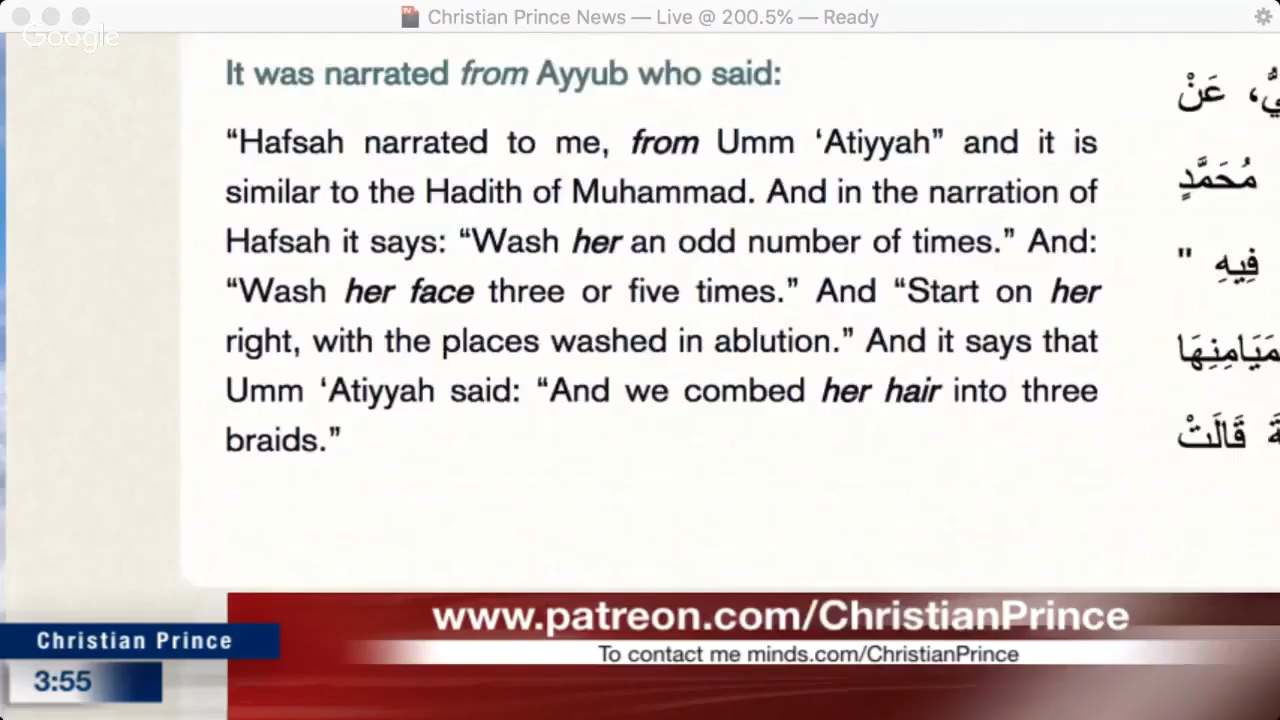 Christian Prince News — Live @ 200.5% — Ready
Google
It was narrated from Ayyub who said:
“Hafsah narrated to me, from Umm ‘Atiyyah” and it is
similar to the Hadith of Muhammad. And in the narration of
Hafsah it says: “Wash her an odd number of times.” And:
“Wash her face three or five times.” And “Start on her
right, with the places washed in ablution.” And it says that
Umm ‘Atiyyah said: “And we combed her hair into three
braids.”
عَنْ
مُحَمَّدٍ
فِيهِ "
مَيَامِنِهَا
قَالَتْ
www.patreon.com/ChristianPrince
To contact me minds.com/ChristianPrince
Christian Prince
3:55